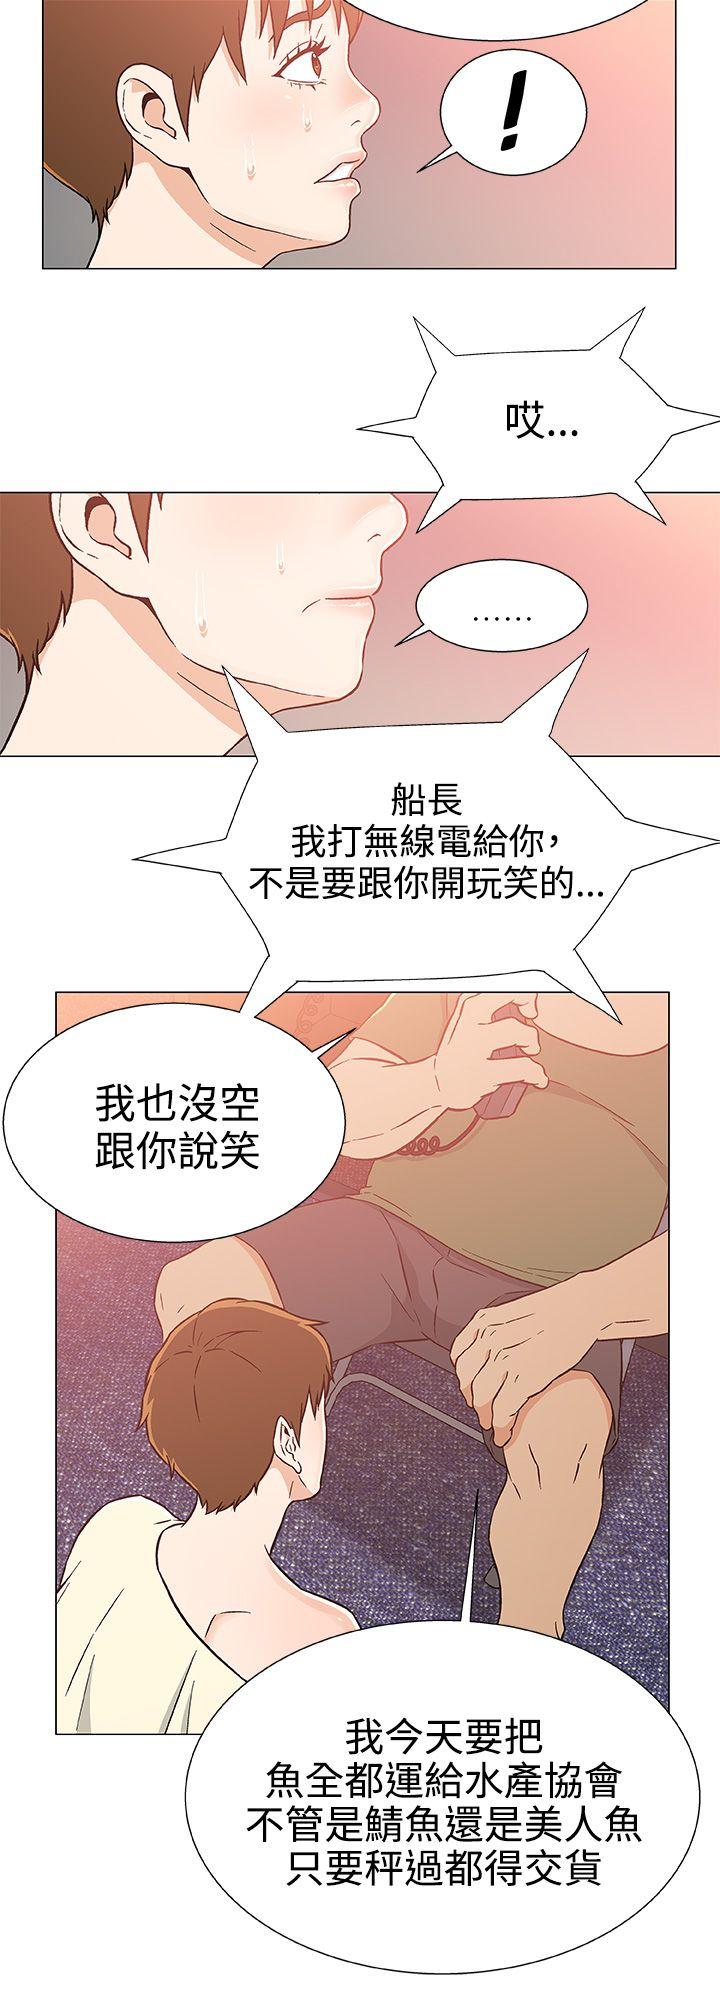 !
哎...
......
船長
我打無線電給你,
不是要跟你開玩笑的...
我也沒空
跟你說笑
我今天要把
魚全都運給水產協會
不管是鯖魚還是美人魚
只要秤過都得交貨